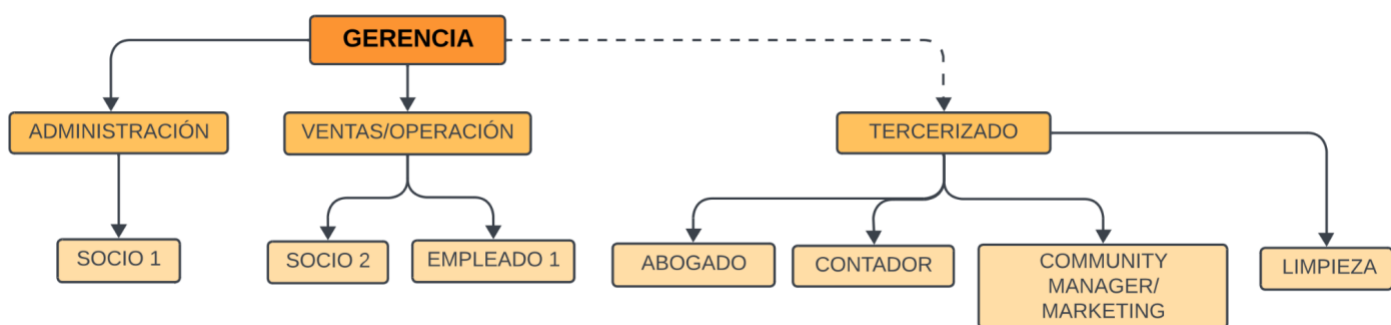 GERENCIA
ADMINISTRACIÓN
VENTAS/OPERACIÓN
TERCERIZADO
SOCIO 1
SOCIO 2
EMPLEADO 1
ABOGADO
CONTADOR
COMMUNITY
MANAGER/
MARKETING
LIMPIEZA